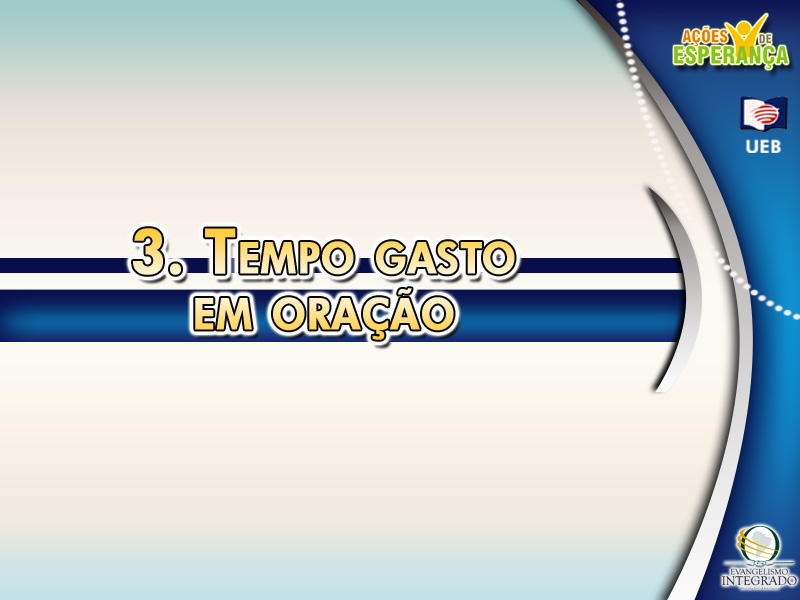 AÇÕES DE
ESPERANÇA
UEB
3. TEMPO GASTO
EM ORAÇÃO
EVANGELISMO
INTEGRADO